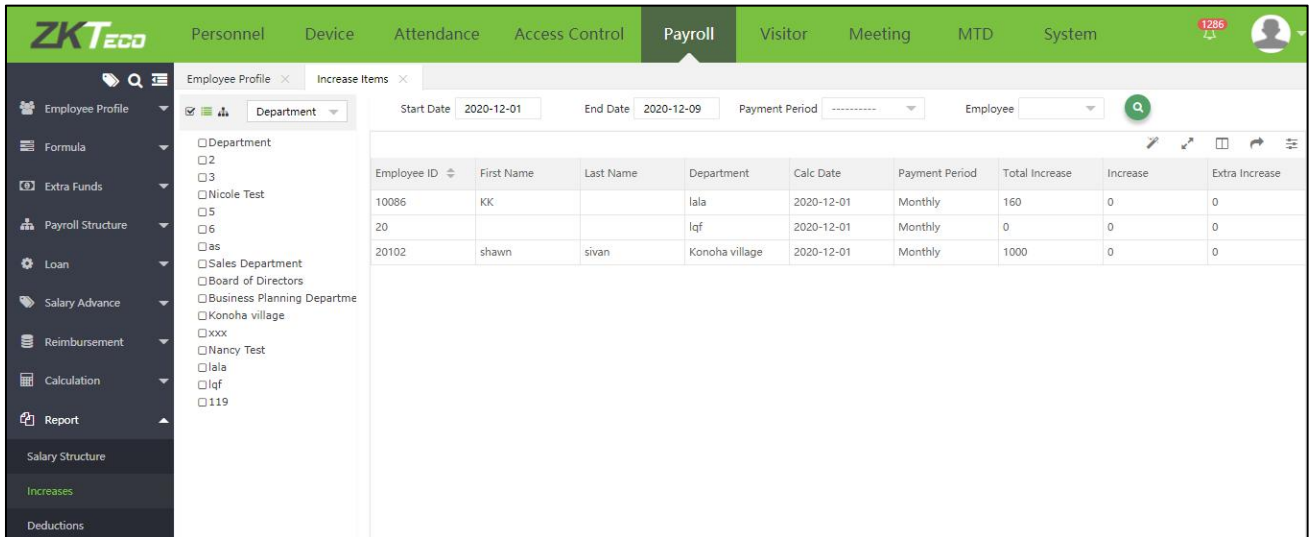 ZKTeco
Personnel Device Attendance Access Control Payroll Visitor Meeting MTD System 1286
Employee Profile Increase Items
Employee Profile
Formula
Extra Funds
Payroll Structure
Loan
Salary Advance
Reimbursement
Calculation
Report
Salary Structure
Increases
Deductions
Department
Department
2
3
Nicole Test
5
6
as
Sales Department
Board of Directors
Business Planning Departme
Konoha village
xxx
Nancy Test
lala
lqf
119
Start Date 2020-12-01 End Date 2020-12-09 Payment Period ---------- Employee
Employee ID First Name Last Name Department Calc Date Payment Period Total Increase Increase Extra Increase
10086 KK lala 2020-12-01 Monthly 160 0 0
20 lqf 2020-12-01 Monthly 0 0 0
20102 shawn sivan Konoha village 2020-12-01 Monthly 1000 0 0